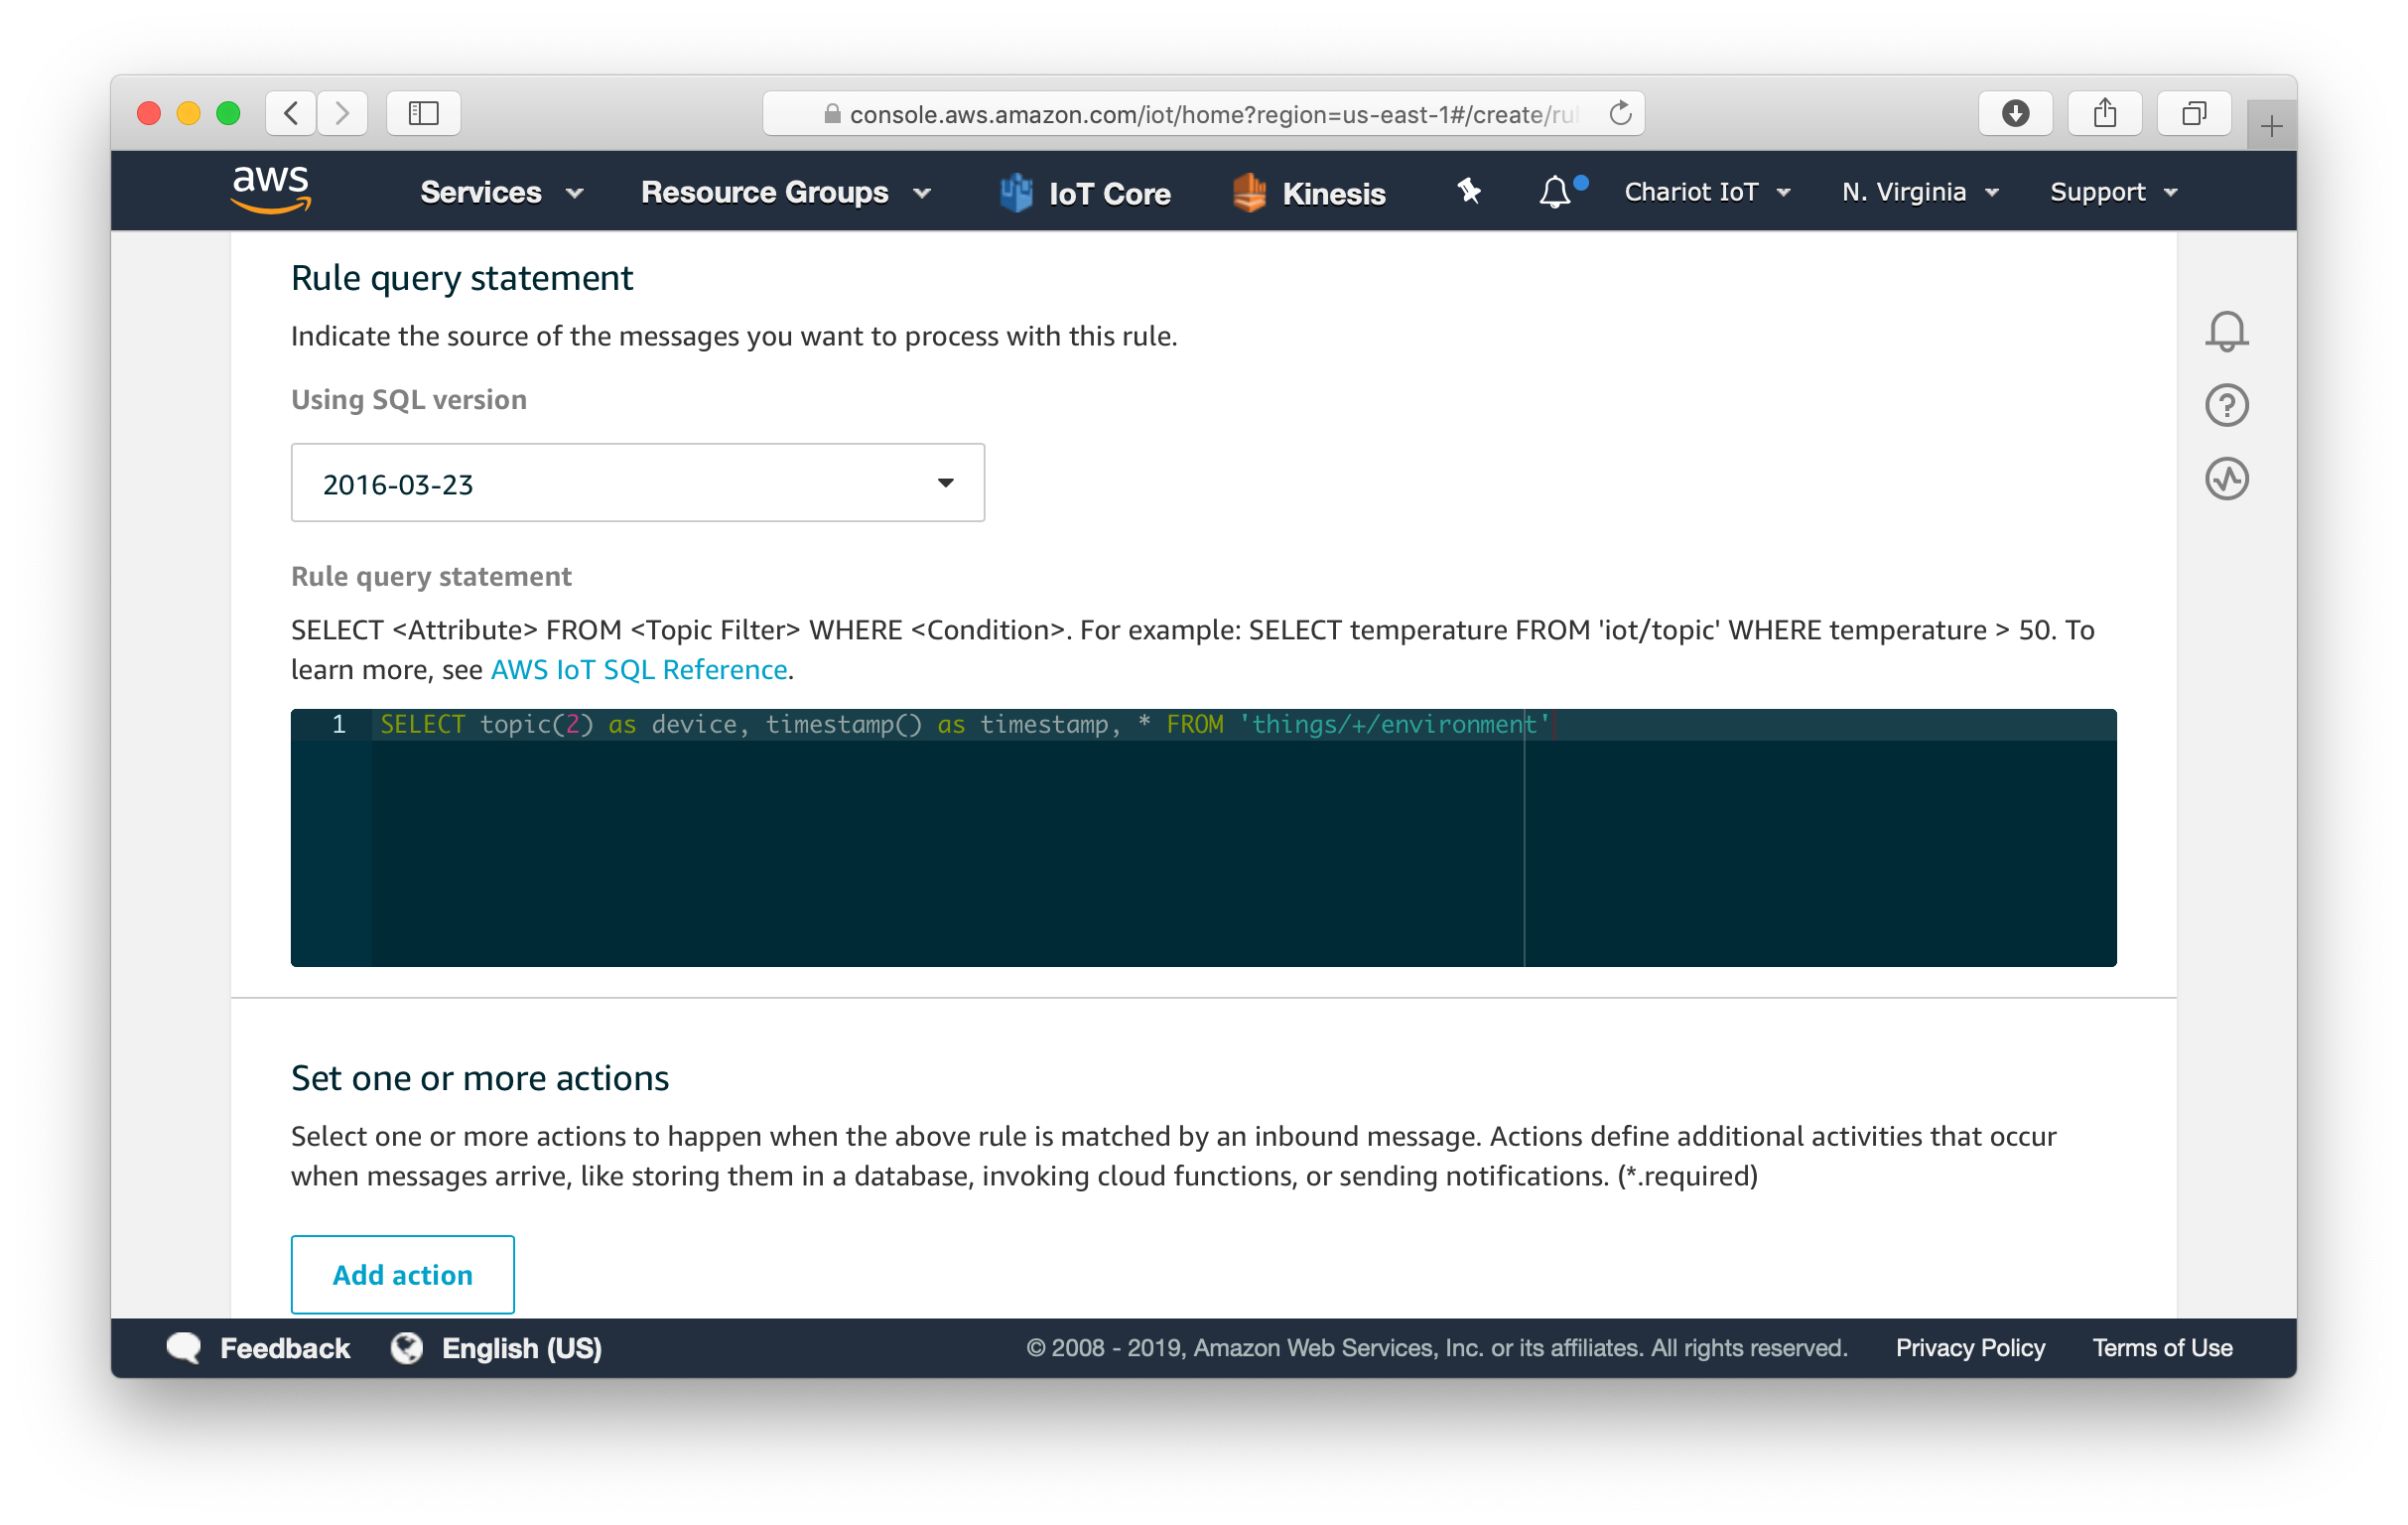 console.aws.amazon.com/iot/home?region=us-east-1#/create/ru
aws Services Resource Groups IoT Core Kinesis Chariot IoT N. Virginia Support
Rule query statement
Indicate the source of the messages you want to process with this rule.
Using SQL version
2016-03-23
Rule query statement
SELECT <Attribute> FROM <Topic Filter> WHERE <Condition>. For example: SELECT temperature FROM 'iot/topic' WHERE temperature > 50. To
learn more, see AWS IoT SQL Reference.
1 SELECT topic(2) as device, timestamp() as timestamp, * FROM 'things/+/environment'
Set one or more actions
Select one or more actions to happen when the above rule is matched by an inbound message. Actions define additional activities that occur
when messages arrive, like storing them in a database, invoking cloud functions, or sending notifications. (*.required)
Add action
Feedback English (US) © 2008 - 2019, Amazon Web Services, Inc. or its affiliates. All rights reserved. Privacy Policy Terms of Use